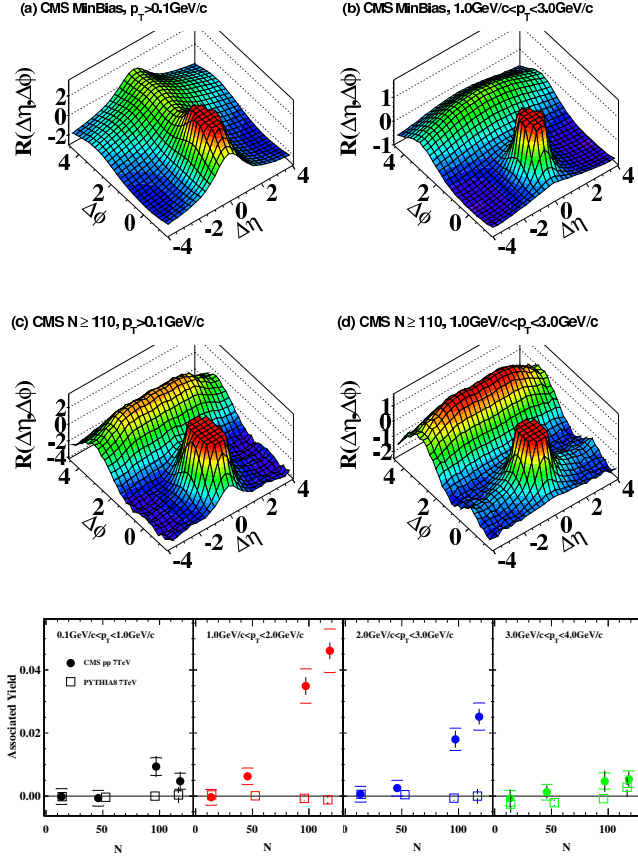 (a) CMS MinBias, p_T>0.1GeV/c
(b) CMS MinBias, 1.0GeV/c<p_T<3.0GeV/c
R(Δη,Δϕ)
2
0
-2
4
2
0
Δϕ
-4
-2
0
2
4
Δη
R(Δη,Δϕ)
1
0
-1
4
2
0
Δϕ
-4
-2
0
2
4
Δη
(c) CMS N ≥ 110, p_T>0.1GeV/c
(d) CMS N ≥ 110, 1.0GeV/c<p_T<3.0GeV/c
R(Δη,Δϕ)
2
0
-2
-4
4
2
0
Δϕ
-4
-2
0
2
4
Δη
R(Δη,Δϕ)
1
0
-1
-2
4
2
0
Δϕ
-4
-2
0
2
4
Δη
0.1GeV/c<p_T<1.0GeV/c
1.0GeV/c<p_T<2.0GeV/c
2.0GeV/c<p_T<3.0GeV/c
3.0GeV/c<p_T<4.0GeV/c
CMS pp 7TeV
PYTHIA8 7TeV
Associated Yield
0.04
0.02
0.00
0 50 100
0 50 100
0 50 100
0 50 100
N N N N